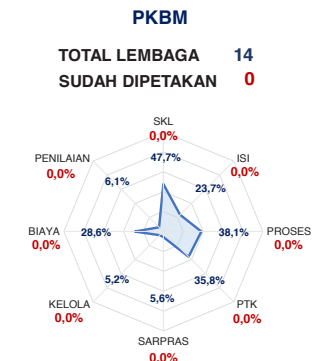 PKBM
TOTAL LEMBAGA 14
SUDAH DIPETAKAN 0
SKL
0,0%
47,7%
PENILAIAN
0,0%
6,1%
ISI
0,0%
23,7%
BIAYA
0,0%
28,6%
38,1%
PROSES
0,0%
5,2%
KELOLA
0,0%
35,8%
PTK
0,0%
5,6%
SARPRAS
0,0%